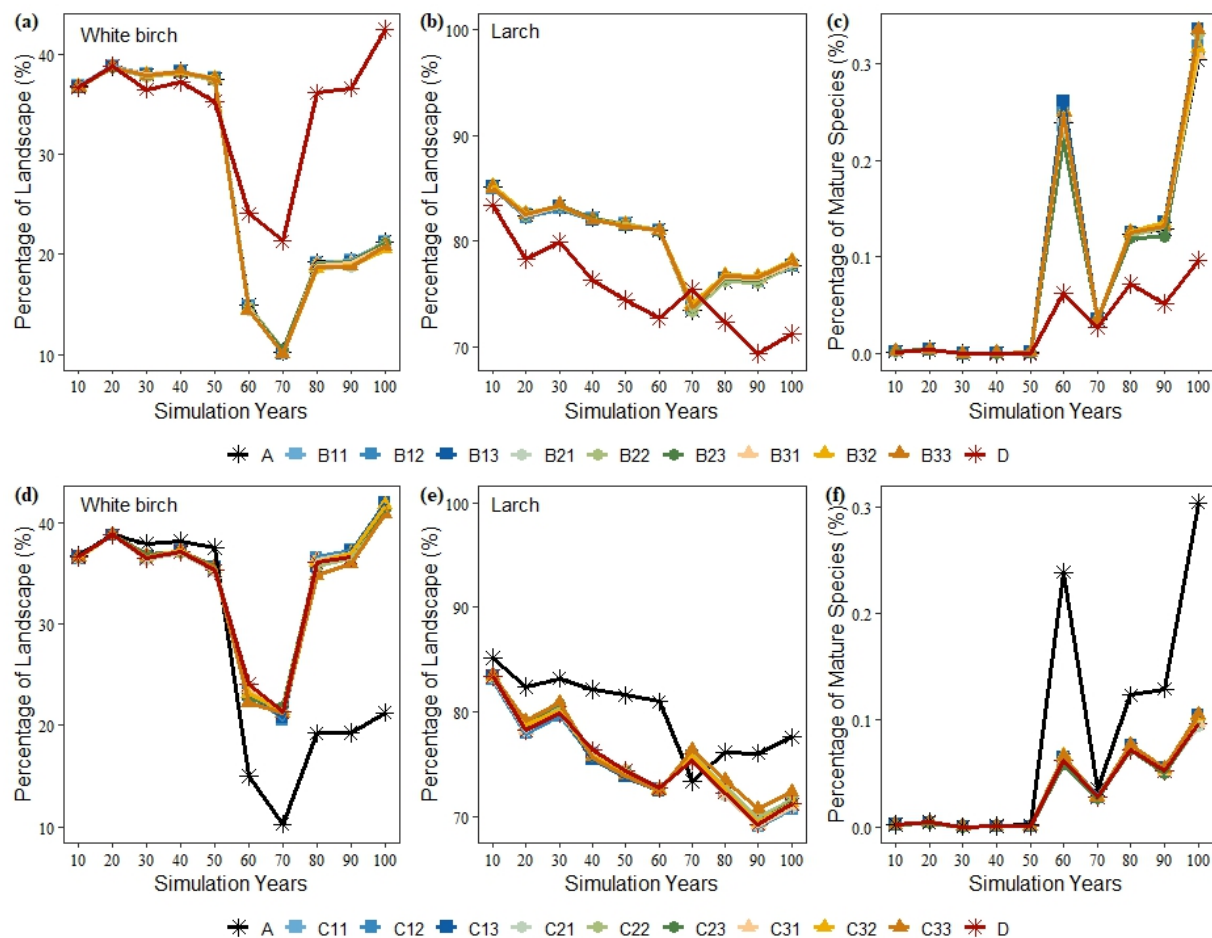 (a) White birch
Percentage of Landscape (%)
40
30
20
10
10 20 30 40 50 60 70 80 90 100
Simulation Years
(b) Larch
Percentage of Landscape (%)
100
90
80
70
10 20 30 40 50 60 70 80 90 100
Simulation Years
(c)
Percentage of Mature Species (%)
0.3
0.2
0.1
0.0
10 20 30 40 50 60 70 80 90 100
Simulation Years
A B11 B12 B13 B21 B22 B23 B31 B32 B33 D
(d) White birch
Percentage of Landscape (%)
40
30
20
10
10 20 30 40 50 60 70 80 90 100
Simulation Years
(e) Larch
Percentage of Landscape (%)
100
90
80
70
10 20 30 40 50 60 70 80 90 100
Simulation Years
(f)
Percentage of Mature Species (%)
0.3
0.2
0.1
0.0
10 20 30 40 50 60 70 80 90 100
Simulation Years
A C11 C12 C13 C21 C22 C23 C31 C32 C33 D